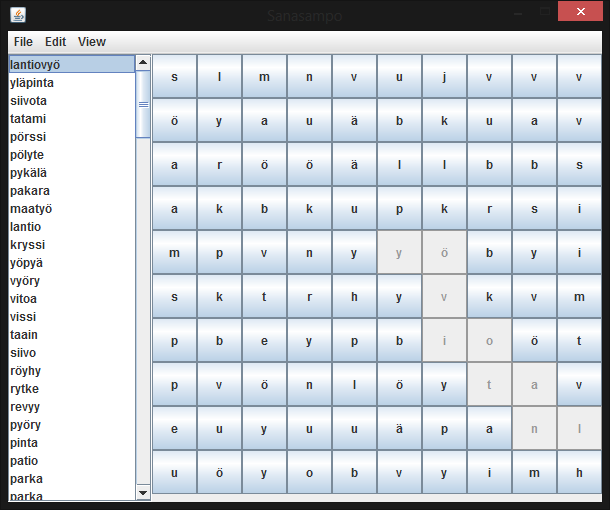 Sanasampo
File Edit View
lantiovyö
yläpinta
siivota
tatami
pörssi
pölyte
pykälä
pakara
maatyö
lantio
kryssi
yöpyä
vyöry
vitoa
vissi
taain
siivo
röyhy
rytke
revyy
pyöry
pinta
patio
parka
parka
s l m n v u j v v v
ö y a u ä b k u a v
a r ö ö ä l l b b s
a k b k u p k r s i
m p v n y y ö b y i
s k t r h y v k v m
p b e y p b i o ö t
p v ö n l ö y t a v
e u y u u ä p a n l
u ö y o b v y i m h